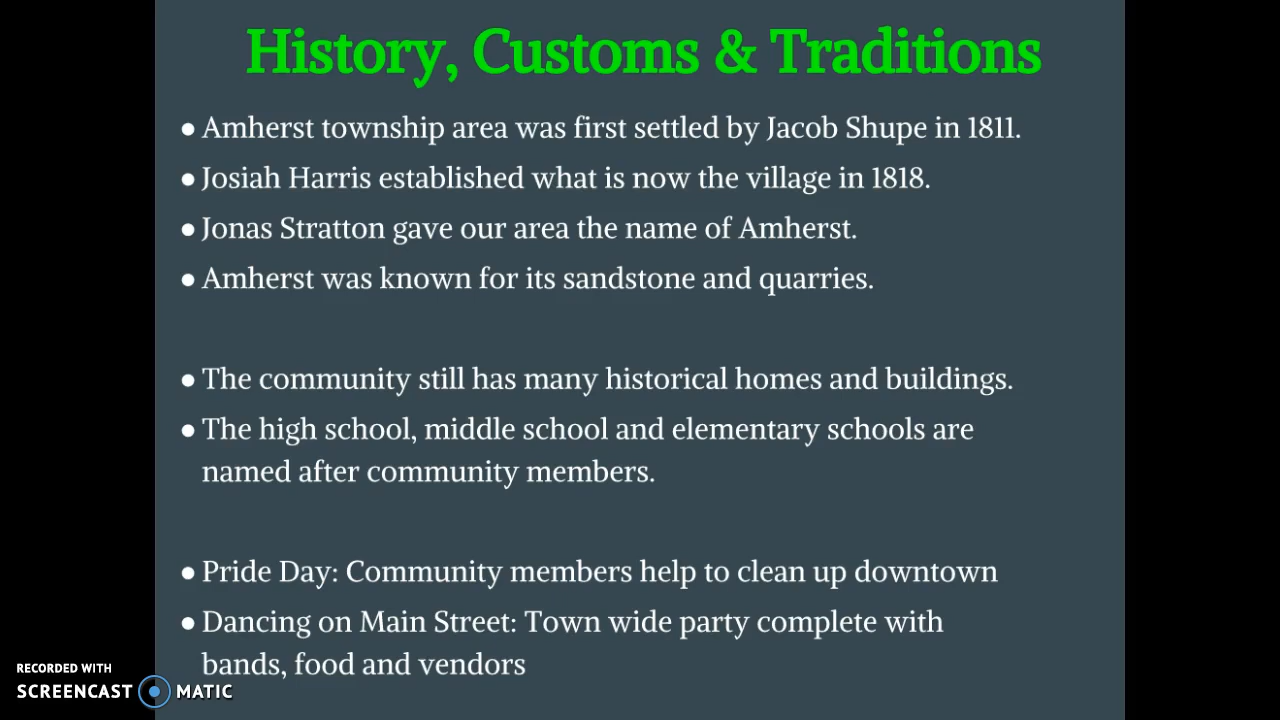 History, Customs & Traditions
● Amherst township area was first settled by Jacob Shupe in 1811.
● Josiah Harris established what is now the village in 1818.
● Jonas Stratton gave our area the name of Amherst.
● Amherst was known for its sandstone and quarries.
● The community still has many historical homes and buildings.
● The high school, middle school and elementary schools are
named after community members.
● Pride Day: Community members help to clean up downtown
● Dancing on Main Street: Town wide party complete with
bands, food and vendors
RECORDED WITH
SCREENCAST MATIC